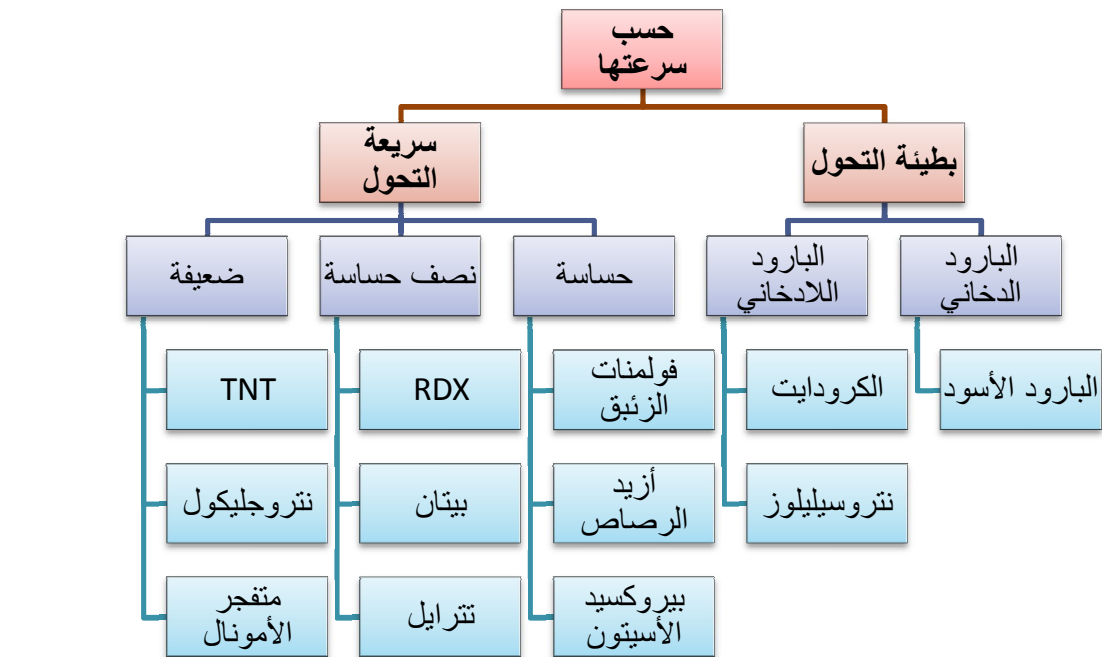 حسب
سرعتها
بطيئة التحول
سريعة
التحول
البارود
الدخاني
البارود
اللادخاني
حساسة
نصف حساسة
ضعيفة
البارود الأسود
الكرودايت
نتروسيليلوز
فولمنات
الزئبق
أزيد
الرصاص
بيروكسيد
الأسيتون
RDX
بيتان
تترايل
TNT
نتروجليكول
متفجر
الأمونال